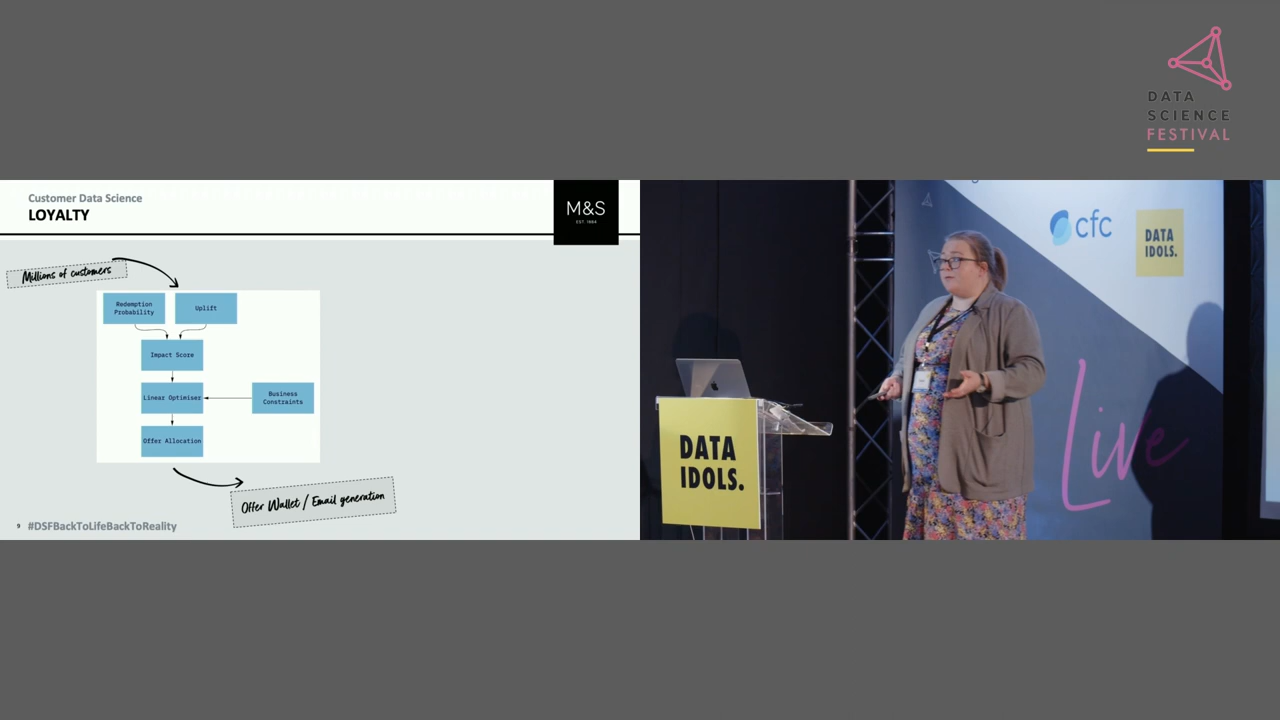 DATA
SCIENCE
FESTIVAL
Customer Data Science
LOYALTY
M&S
EST. 1884
Millions of customers
Redemption
Probability
Uplift
Impact Score
Linear Optimiser
Business
Constraints
Offer Allocation
Offer Wallet / Email generation
9
#DSFBackToLifeBackToReality
cfc
DATA
IDOLS.
Live
DATA
IDOLS.